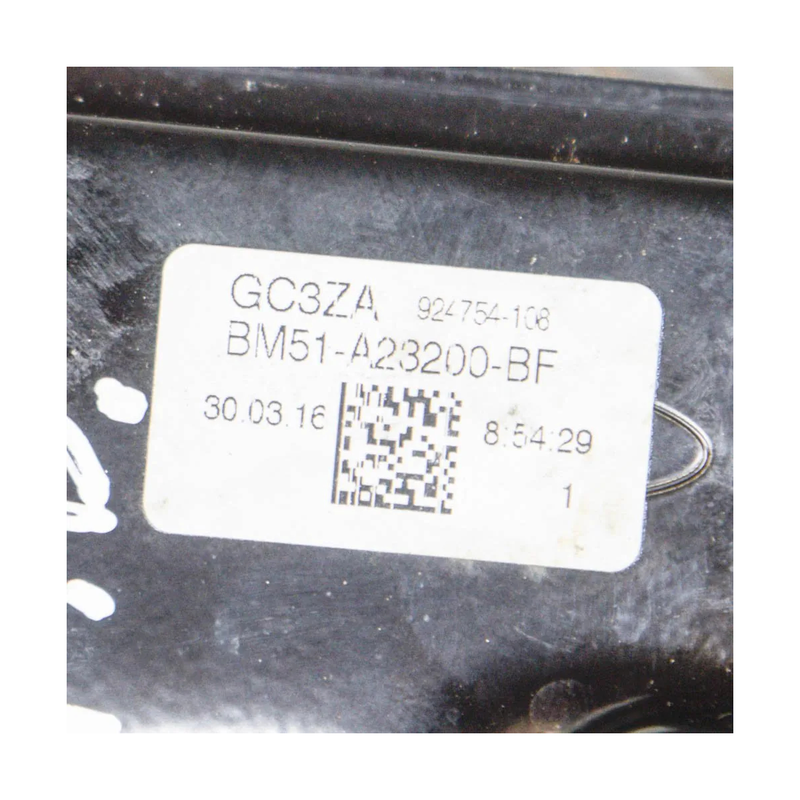 GC3ZA 924754-108
BM51-A23200-BF
30.03.16 8:54:29
1